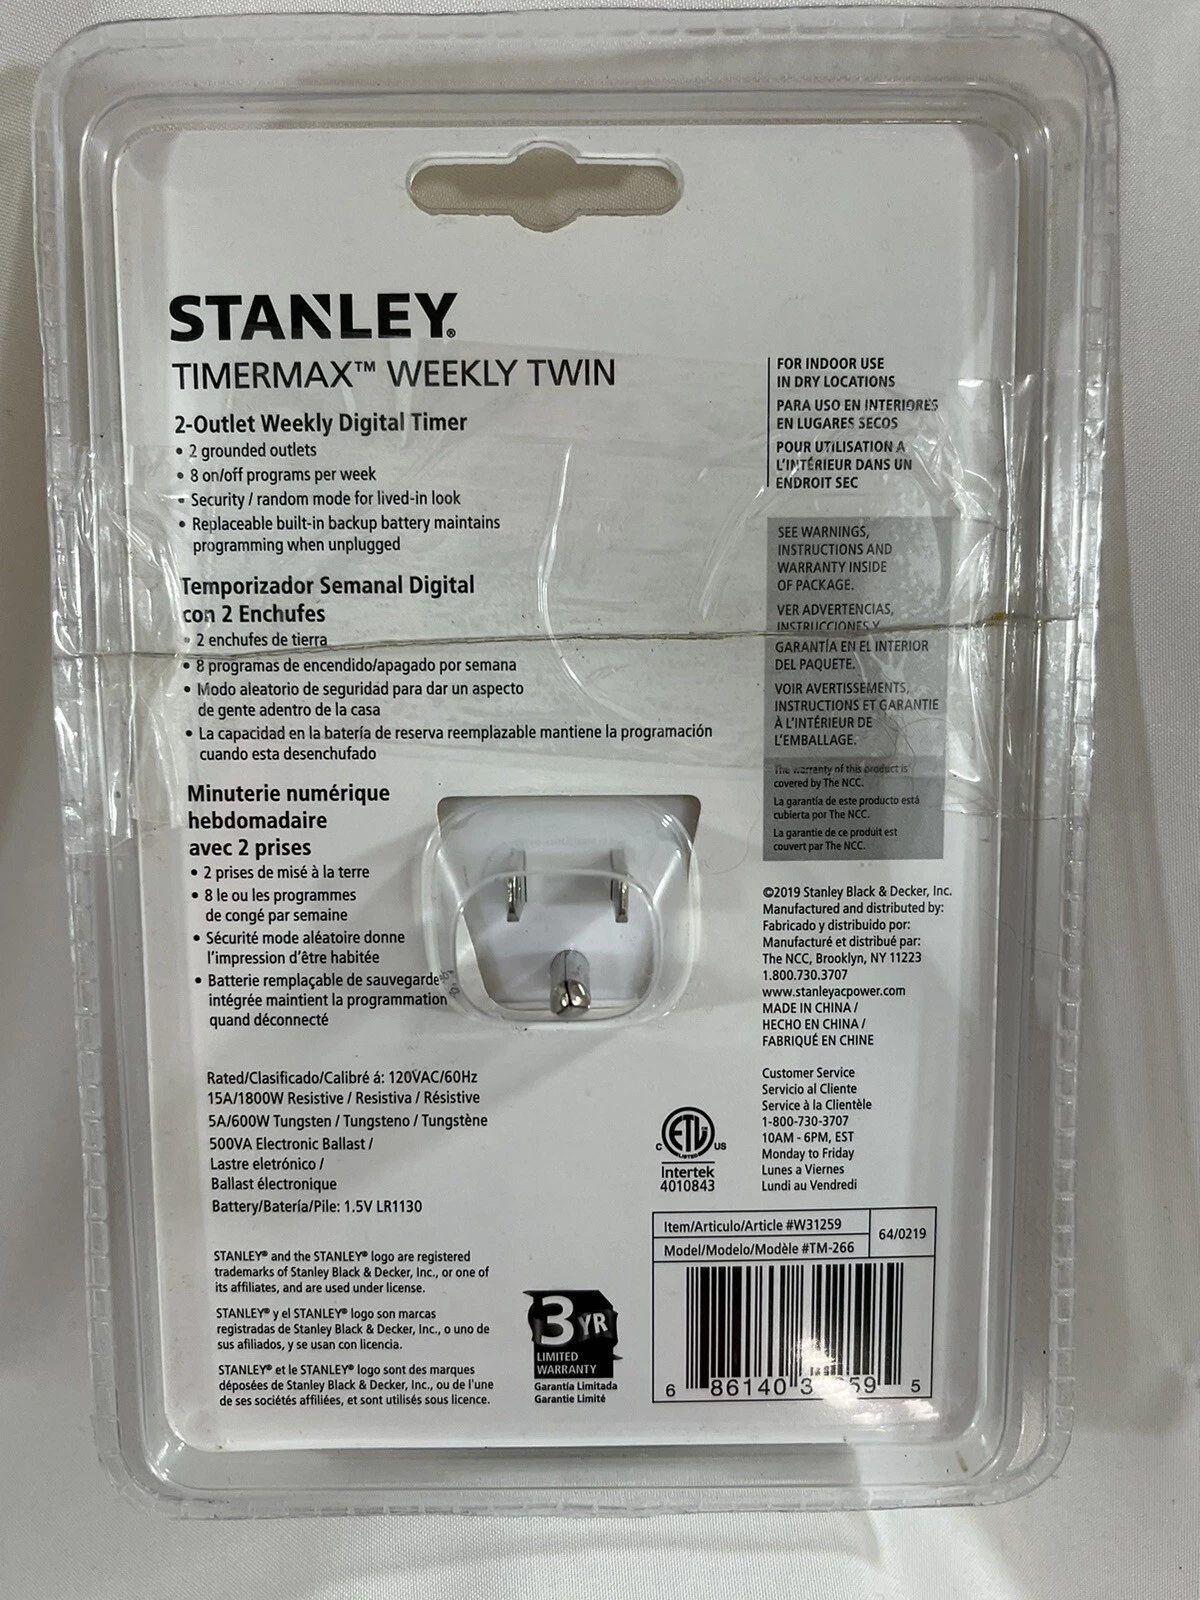 STANLEY®
TIMERMAX™ WEEKLY TWIN
2-Outlet Weekly Digital Timer
• 2 grounded outlets
• 8 on/off programs per week
• Security / random mode for lived-in look
• Replaceable built-in backup battery maintains
programming when unplugged
Temporizador Semanal Digital
con 2 Enchufes
• 2 enchufes de tierra
• 8 programas de encendido/apagado por semana
• Modo aleatorio de seguridad para dar un aspecto
de gente adentro de la casa
• La capacidad en la batería de reserva reemplazable mantiene la programación
cuando esta desenchufado
Minuterie numérique
hebdomadaire
avec 2 prises
• 2 prises de misé à la terre
• 8 le ou les programmes
de congé par semaine
• Sécurité mode aléatoire donne
l'impression d'être habitée
• Batterie remplaçable de sauvegarde
intégrée maintient la programmation
quand déconnecté
Rated/Clasificado/Calibré á: 120VAC/60Hz
15A/1800W Resistive / Resistiva / Résistive
5A/600W Tungsten / Tungsteno / Tungstène
500VA Electronic Ballast /
Lastre eletrónico /
Ballast électronique
Battery/Batería/Pile: 1.5V LR1130
STANLEY® and the STANLEY® logo are registered
trademarks of Stanley Black & Decker, Inc., or one of
its affiliates, and are used under license.
STANLEY® y el STANLEY® logo son marcas
registradas de Stanley Black & Decker, Inc., o uno de
sus afiliados, y se usan con licencia.
STANLEY® et le STANLEY® logo sont des marques
déposées de Stanley Black & Decker, Inc., ou de l'une
de ses sociétés affiliées, et sont utilisés sous licence.
3 YR
LIMITED
WARRANTY
Garantía Limitada
Garantie Limité
FOR INDOOR USE
IN DRY LOCATIONS
PARA USO EN INTERIORES
EN LUGARES SECOS
POUR UTILISATION A
L'INTÉRIEUR DANS UN
ENDROIT SEC
SEE WARNINGS,
INSTRUCTIONS AND
WARRANTY INSIDE
OF PACKAGE.
VER ADVERTENCIAS,
INSTRUCCIONES Y
GARANTÍA EN EL INTERIOR
DEL PAQUETE.
VOIR AVERTISSEMENTS,
INSTRUCTIONS ET GARANTIE
À L'INTÉRIEUR DE
L'EMBALLAGE.
The warranty of this product is
covered by The NCC.
La garantía de este producto está
cubierta por The NCC.
La garantie de ce produit est
couvert par The NCC.
©2019 Stanley Black & Decker, Inc.
Manufactured and distributed by:
Fabricado y distribuido por:
Manufacturé et distribué par:
The NCC, Brooklyn, NY 11223
1.800.730.3707
www.stanleyacpower.com
MADE IN CHINA /
HECHO EN CHINA /
FABRIQUÉ EN CHINE
Customer Service
Servicio al Cliente
Service à la Clientèle
1-800-730-3707
10AM - 6PM, EST
Monday to Friday
Lunes a Viernes
Lundi au Vendredi
C ETL US
LISTED
Intertek
4010843
Item/Articulo/Article #W31259
Model/Modelo/Modèle #TM-266
64/0219
6 86140 3 59 5